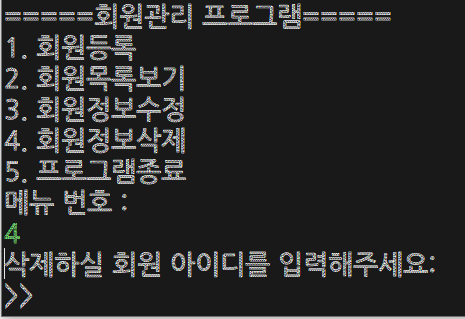 =====회원관리 프로그램=====
1. 회원등록
2. 회원목록보기
3. 회원정보수정
4. 회원정보삭제
5. 프로그램종료
메뉴 번호 :
4
삭제하실 회원 아이디를 입력해주세요:
>>